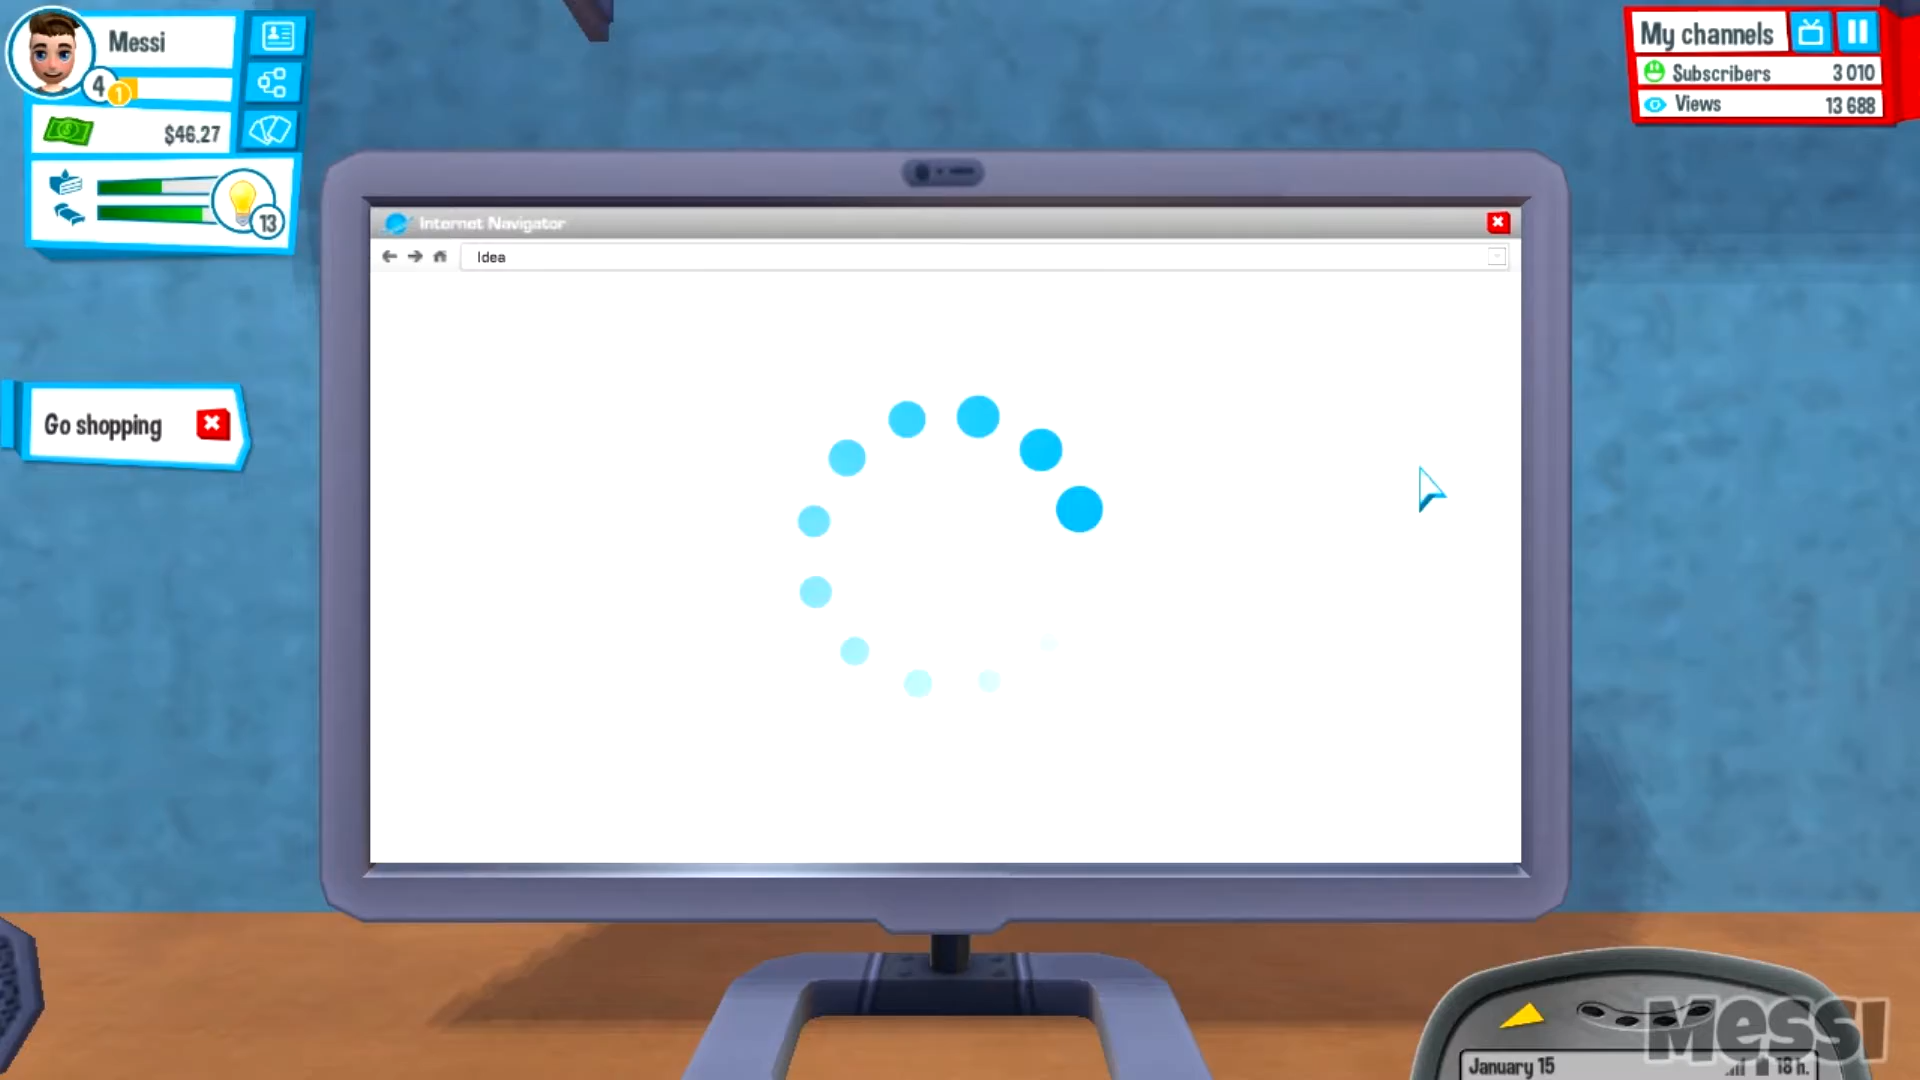 Messi
4
1
$46.27
13
My channels
Subscribers 3 010
Views 13 688
Internet Navigator
Idea
Go shopping
Messi
January 15
18 h.